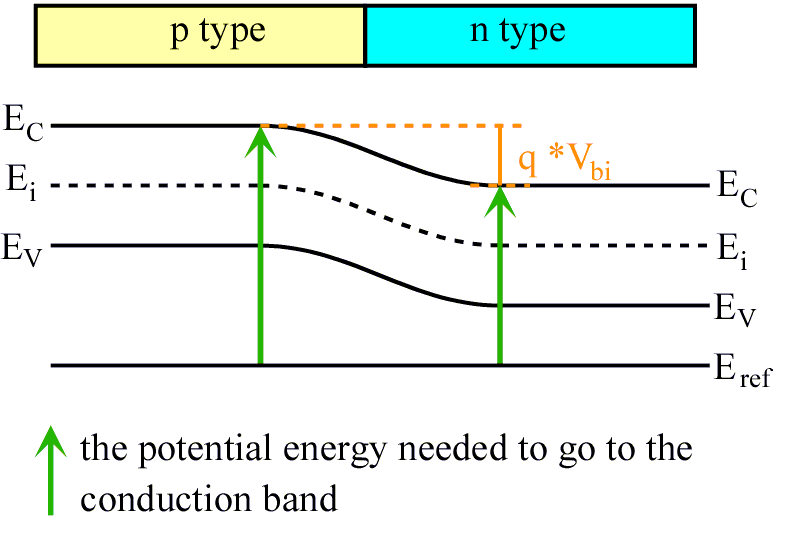 p type
n type
E_C
E_i
E_V
q *V_bi
E_C
E_i
E_V
E_ref
the potential energy needed to go to the
conduction band